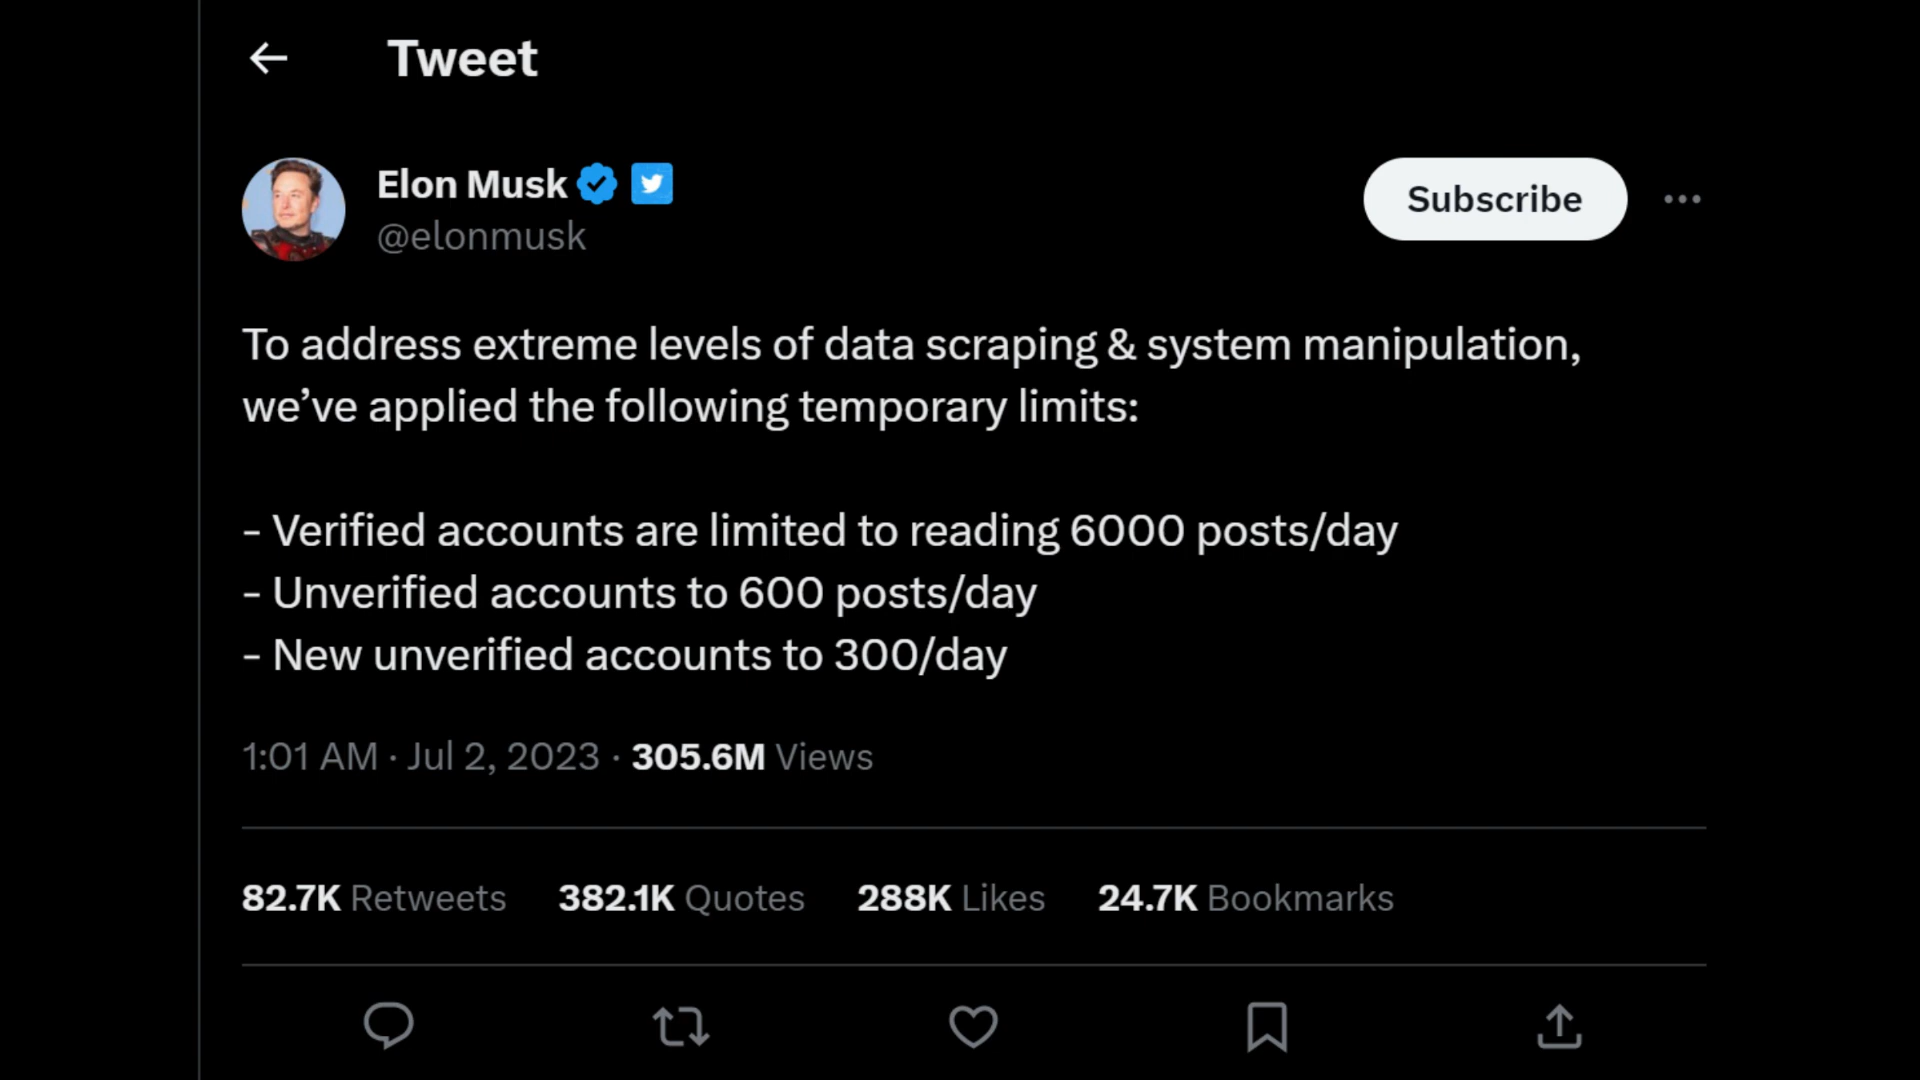 Tweet
Elon Musk
@elonmusk
Subscribe
To address extreme levels of data scraping & system manipulation,
we’ve applied the following temporary limits:
- Verified accounts are limited to reading 6000 posts/day
- Unverified accounts to 600 posts/day
- New unverified accounts to 300/day
1:01 AM · Jul 2, 2023 · 305.6M Views
82.7K Retweets 382.1K Quotes 288K Likes 24.7K Bookmarks